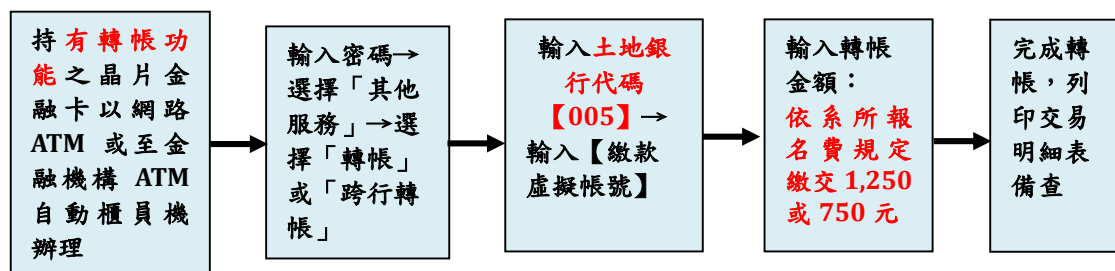 持有轉帳功
能之晶片金
融卡以網路
ATM 或至金
融機構 ATM
自動櫃員機
辦理
輸入密碼→
選擇「其他
服務」→選
擇「轉帳」
或「跨行轉
帳」
輸入土地銀
行代碼
【005】→
輸入【繳款
虛擬帳號】
輸入轉帳
金額：
依系所報
名費規定
繳交 1,250
或 750 元
完成轉
帳，列
印交易
明細表
備查